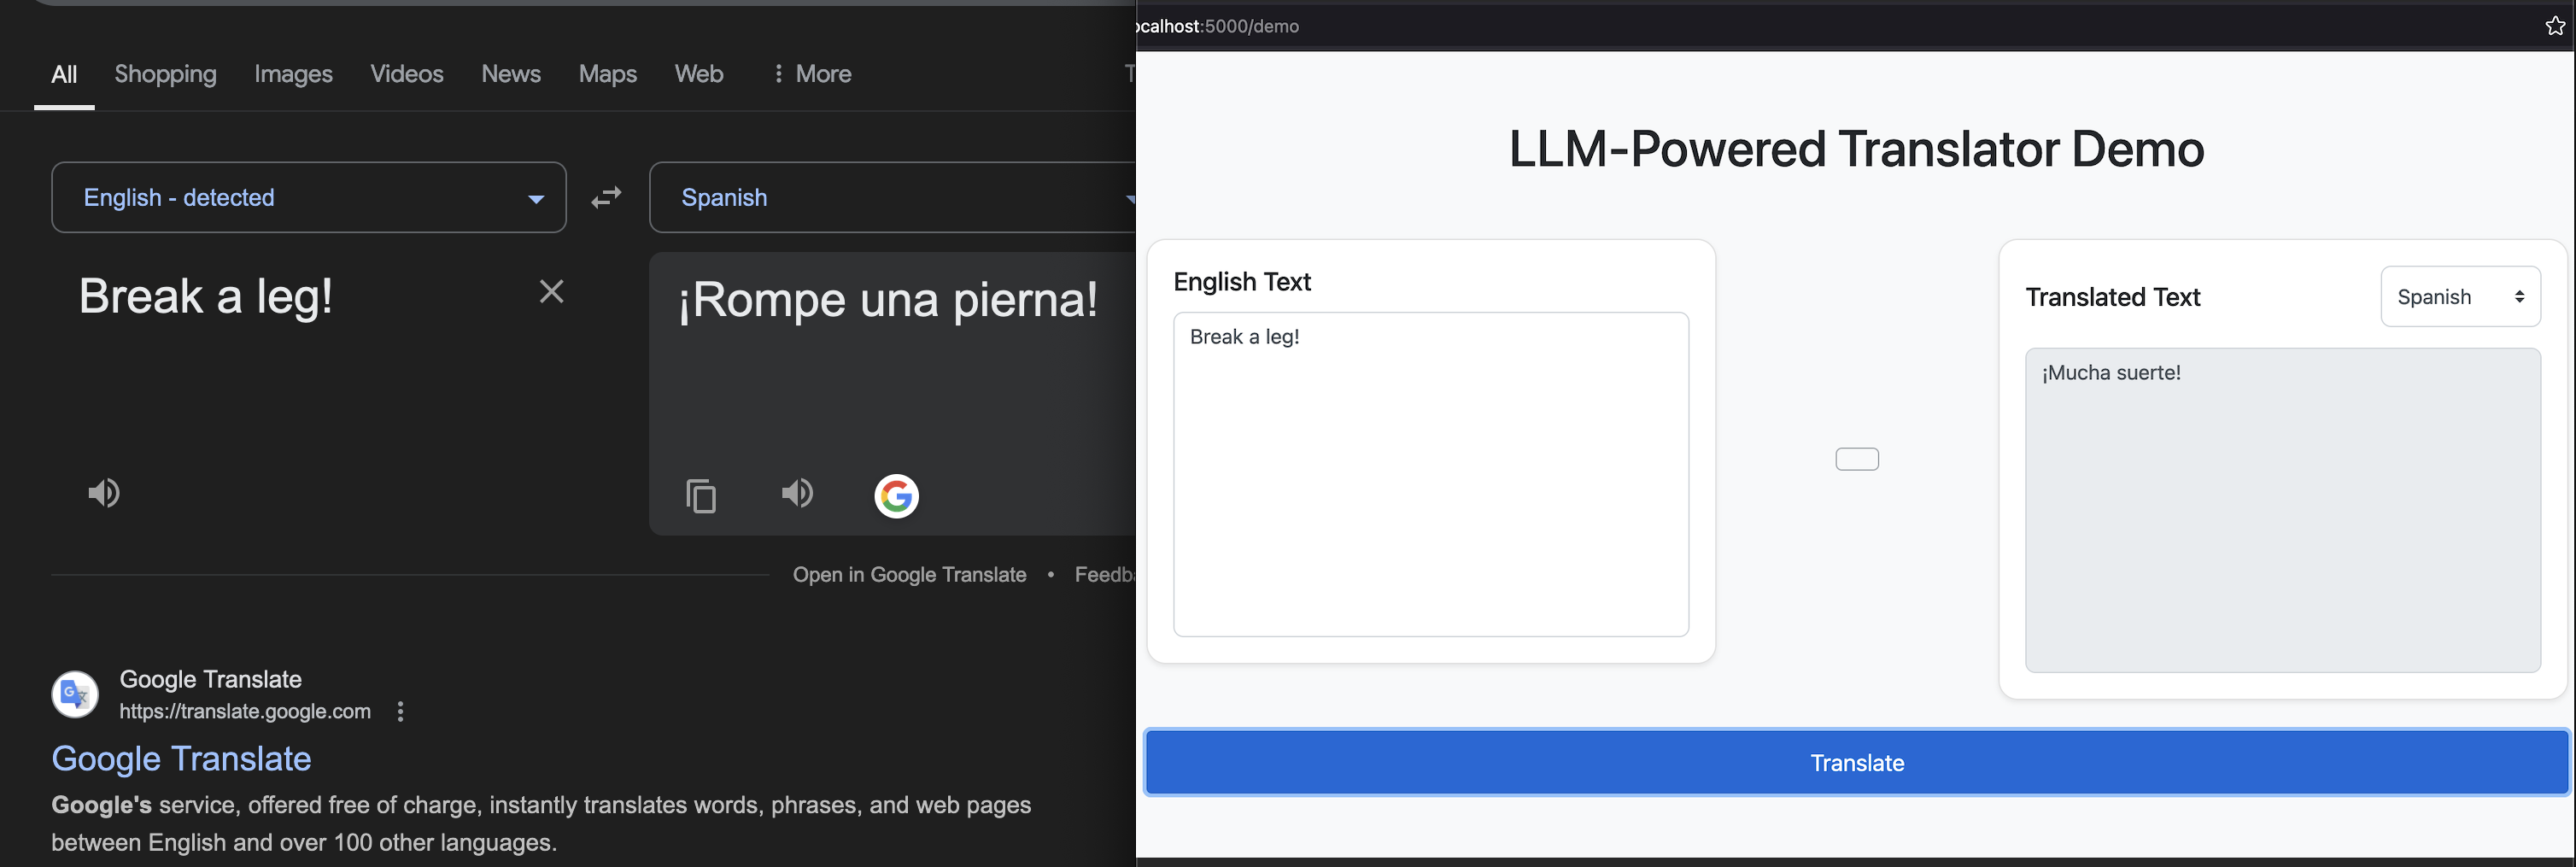 All Shopping Images Videos News Maps Web More
English - detected
Spanish
Break a leg!
¡Rompe una pierna!
Open in Google Translate •
Google Translate
https://translate.google.com
Google Translate
Google's service, offered free of charge, instantly translates words, phrases, and web pages
between English and over 100 other languages.
ocalhost:5000/demo
LLM-Powered Translator Demo
English Text
Break a leg!
Translated Text
Spanish
¡Mucha suerte!
Translate